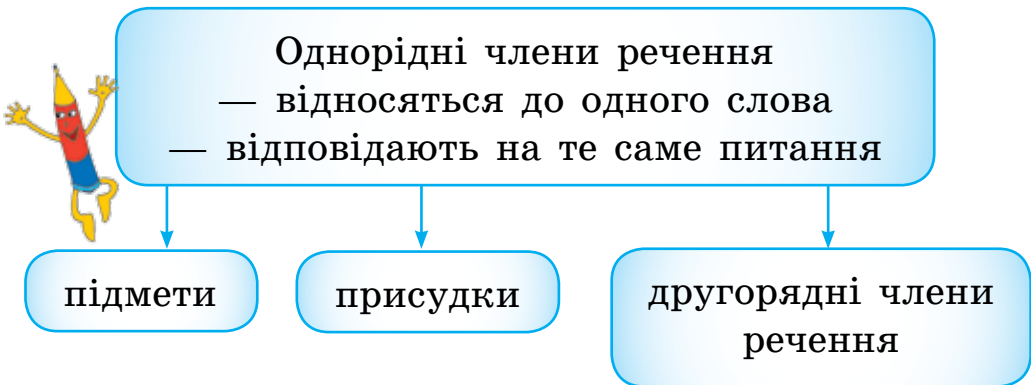 Однорідні члени речення
— відносяться до одного слова
— відповідають на те саме питання
підмети
присудки
другорядні члени
речення